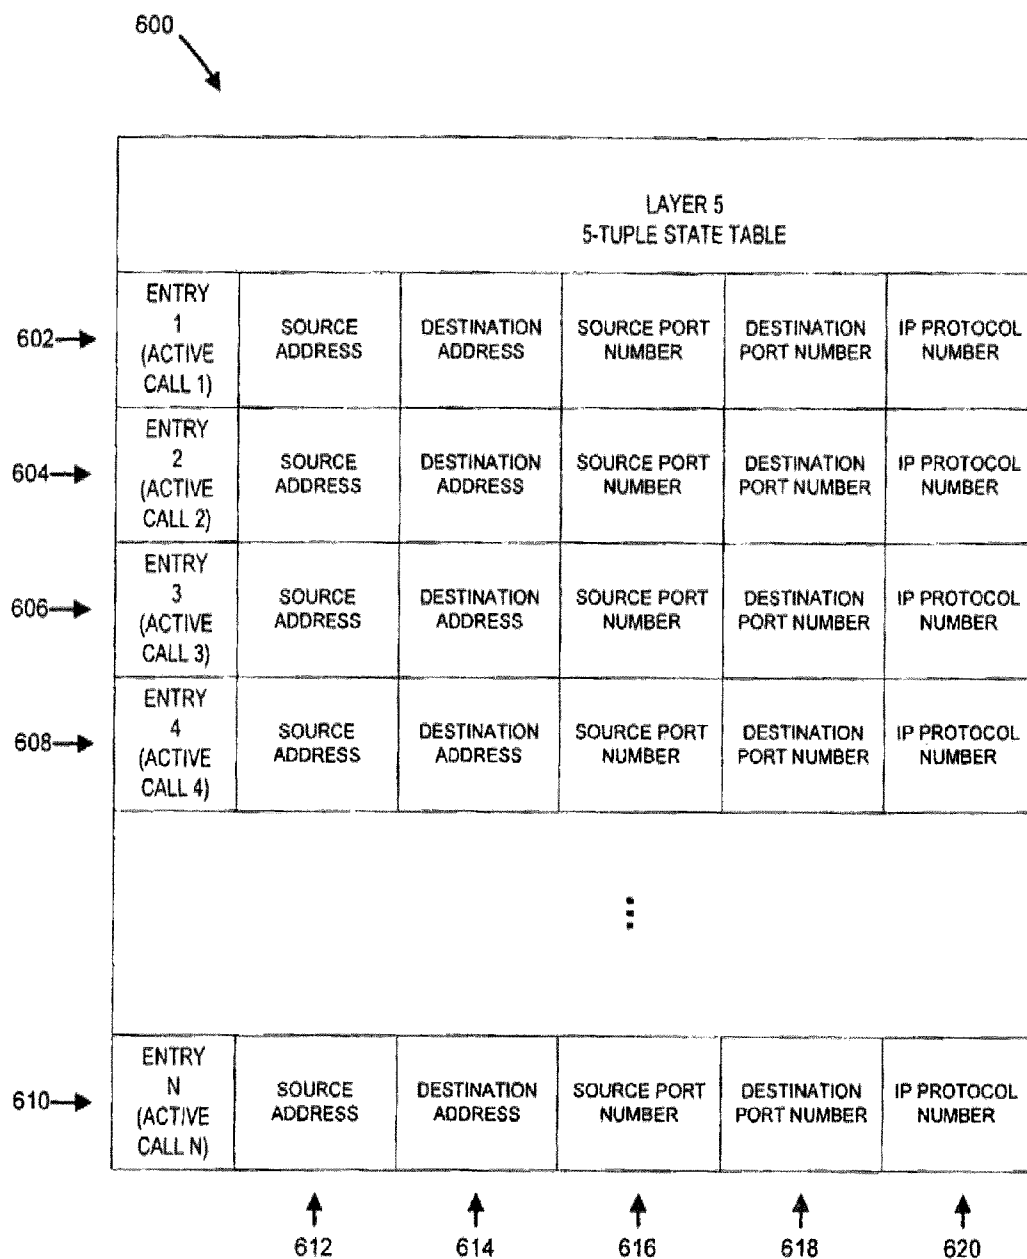 600
LAYER 5
5-TUPLE STATE TABLE
602
ENTRY
1
(ACTIVE
CALL 1)
SOURCE
ADDRESS
DESTINATION
ADDRESS
SOURCE PORT
NUMBER
DESTINATION
PORT NUMBER
IP PROTOCOL
NUMBER
604
ENTRY
2
(ACTIVE
CALL 2)
SOURCE
ADDRESS
DESTINATION
ADDRESS
SOURCE PORT
NUMBER
DESTINATION
PORT NUMBER
IP PROTOCOL
NUMBER
606
ENTRY
3
(ACTIVE
CALL 3)
SOURCE
ADDRESS
DESTINATION
ADDRESS
SOURCE PORT
NUMBER
DESTINATION
PORT NUMBER
IP PROTOCOL
NUMBER
608
ENTRY
4
(ACTIVE
CALL 4)
SOURCE
ADDRESS
DESTINATION
ADDRESS
SOURCE PORT
NUMBER
DESTINATION
PORT NUMBER
IP PROTOCOL
NUMBER
610
ENTRY
N
(ACTIVE
CALL N)
SOURCE
ADDRESS
DESTINATION
ADDRESS
SOURCE PORT
NUMBER
DESTINATION
PORT NUMBER
IP PROTOCOL
NUMBER
612
614
616
618
620